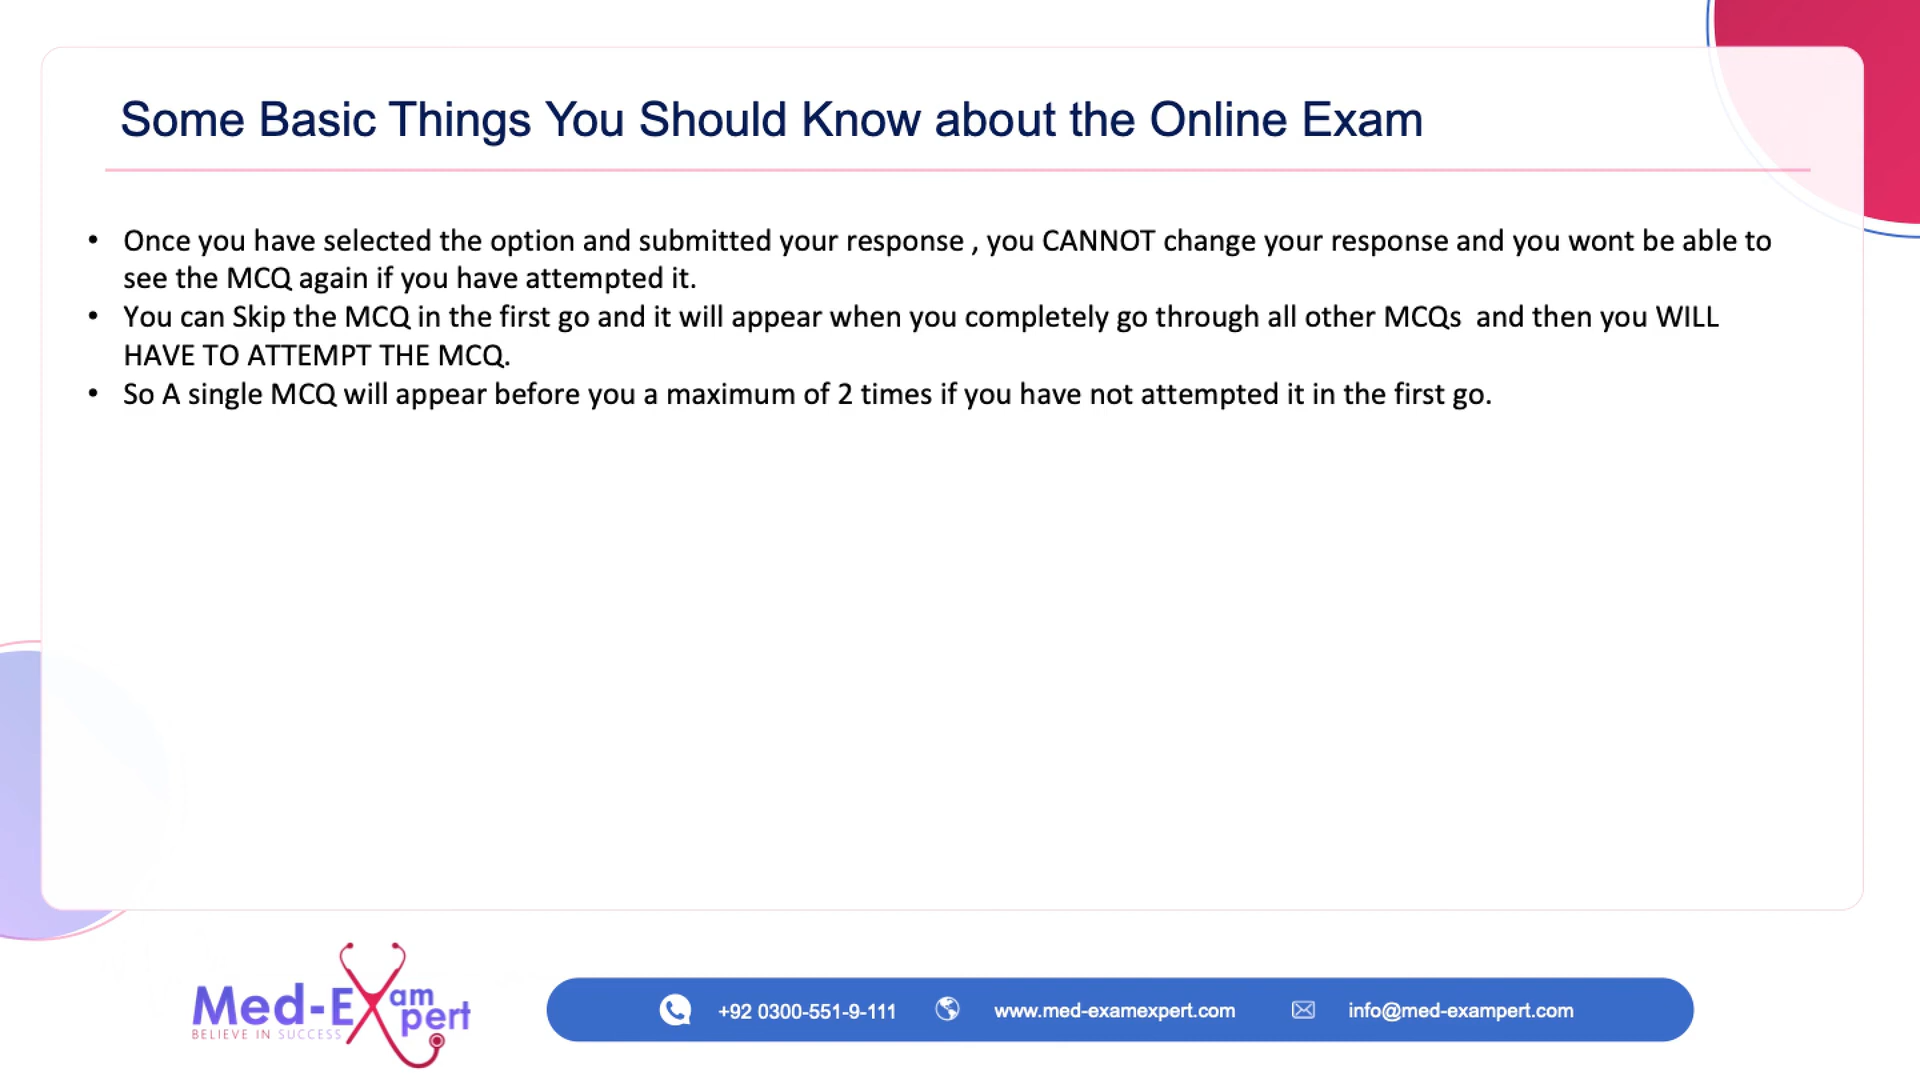 Some Basic Things You Should Know about the Online Exam
• Once you have selected the option and submitted your response , you CANNOT change your response and you wont be able to
see the MCQ again if you have attempted it.
• You can Skip the MCQ in the first go and it will appear when you completely go through all other MCQs  and then you WILL
HAVE TO ATTEMPT THE MCQ.
• So A single MCQ will appear before you a maximum of 2 times if you have not attempted it in the first go.
Med-Exam
Expert
BELIEVE IN SUCCESS
+92 0300-551-9-111
www.med-examexpert.com
info@med-exampert.com